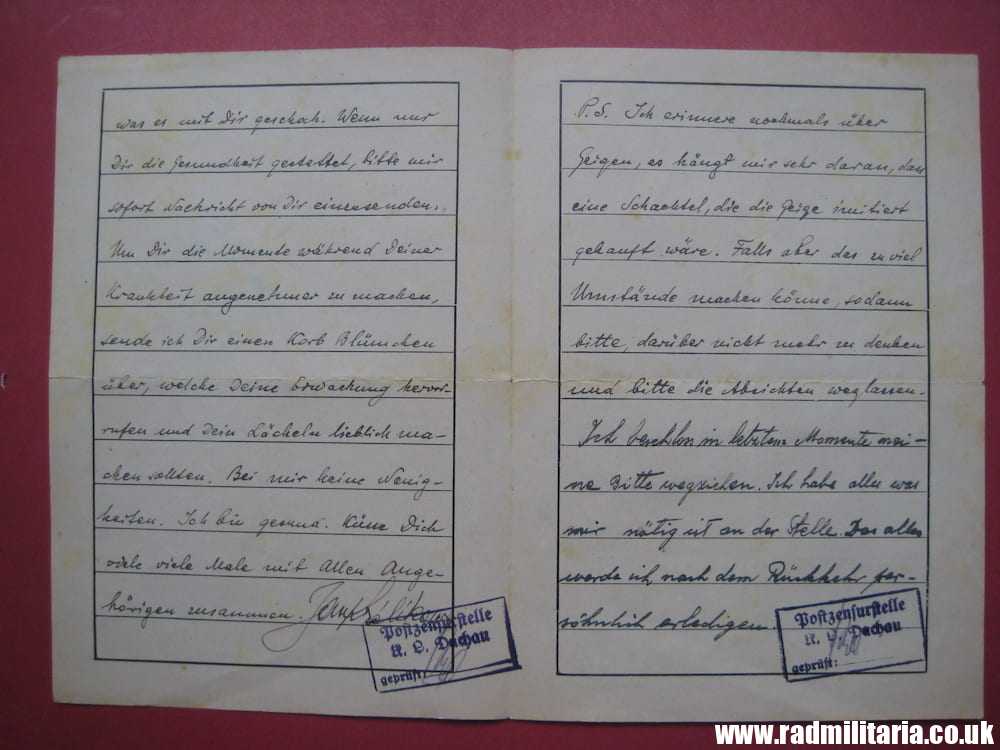 was es mit Dir geschah. Wenn nur
Dir die Gesundheit gestattet, bitte mir
sofort Nachricht von Dir einzusenden.
Um Dir die Momente während Deiner
Krankheit angenehmer zu machen,
sende ich Dir einen Korb Blümchen
über, welche Deine Erwachung hervor-
rufen und Dein Lächeln lieblich ma-
chen sollten. Bei mir keine Wenig-
keiten. Ich bin gesund. Küsse Dich
viele viele Male mit Allen Ange-
hörigen zusammen.
Postzensurstelle
K. L. Dachau
geprüft:
P.S. Ich erinnere nochmals über
Geigen, es hängt mir sehr daran, dass
eine Schachtel, die die Geige imitiert
gekauft wäre. Falls aber das zu viel
Umstände machen könne, sodann
bitte, darüber nicht mehr zu denken
und bitte die Absichten weglassen.
Ich beschlos in letztem Momente mei-
ne Bitte wegziehen. Ich habe alles was
mir nötig ist an der Stelle. Das alles
werde ich nach dem Rückkehr per-
söhnlich erledigen.
Postzensurstelle
K. L. Dachau
geprüft:
www.radmilitaria.co.uk